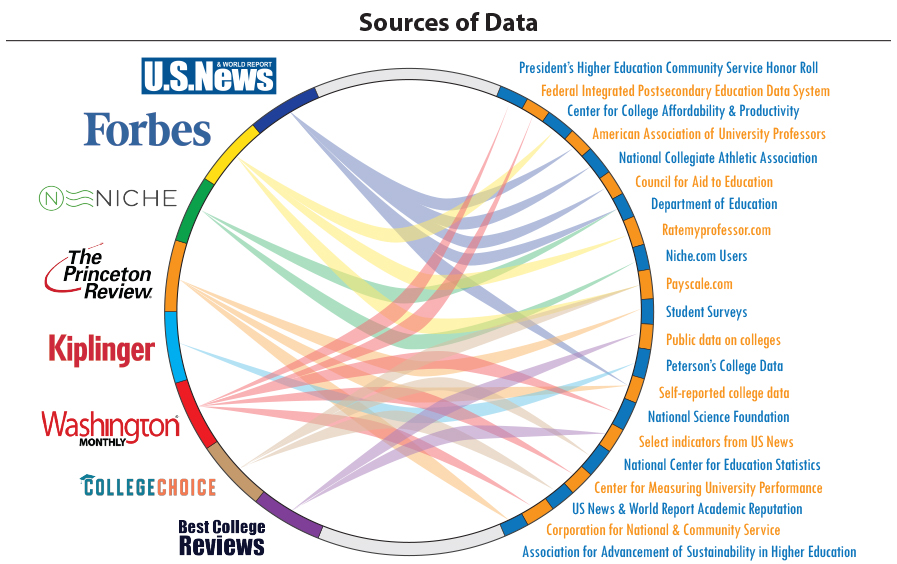 Sources of Data
U.S.News
& WORLD REPORT
Forbes
N NICHE
The
Princeton
Review
Kiplinger
Washington
MONTHLY
COLLEGECHOICE
Best College
Reviews
President's Higher Education Community Service Honor Roll
Federal Integrated Postsecondary Education Data System
Center for College Affordability & Productivity
American Association of University Professors
National Collegiate Athletic Association
Council for Aid to Education
Department of Education
Ratemyprofessor.com
Niche.com Users
Payscale.com
Student Surveys
Public data on colleges
Peterson's College Data
Self-reported college data
National Science Foundation
Select indicators from US News
National Center for Education Statistics
Center for Measuring University Performance
US News & World Report Academic Reputation
Corporation for National & Community Service
Association for Advancement of Sustainability in Higher Education